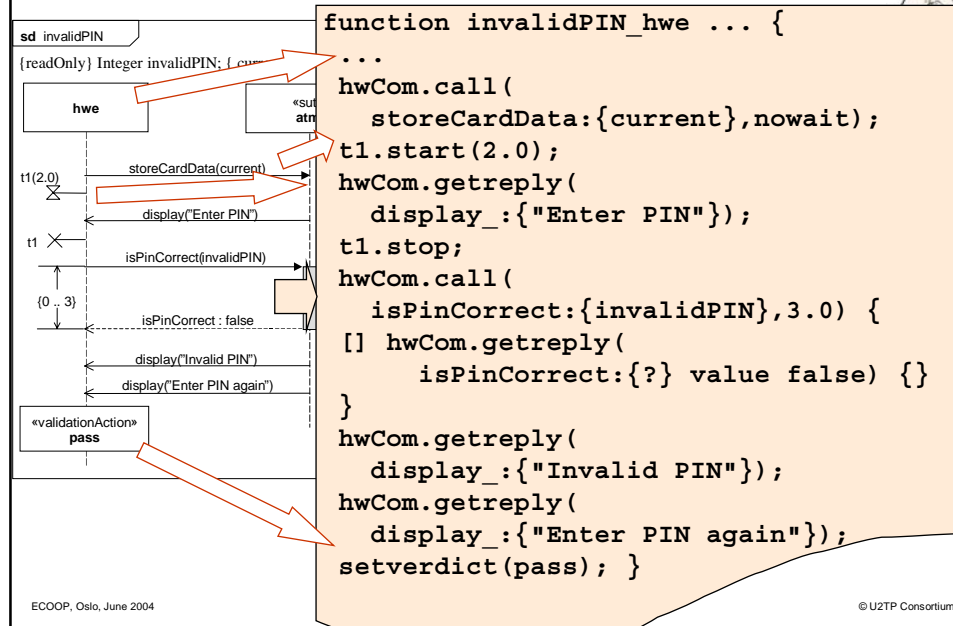 sd invalidPIN
{readOnly} Integer invalidPIN; {
hwe
t1(2.0)
storeCardData(current)
display("Enter PIN")
t1
isPinCorrect(invalidPIN)
{0 .. 3}
isPinCorrect : false
display("Invalid PIN")
display("Enter PIN again")
«validationAction»
pass
function invalidPIN_hwe ... {
...
hwCom.call(
storeCardData:{current},nowait);
t1.start(2.0);
hwCom.getreply(
display_:{"Enter PIN"});
t1.stop;
hwCom.call(
isPinCorrect:{invalidPIN},3.0) {
[] hwCom.getreply(
isPinCorrect:{?} value false) {}
}
hwCom.getreply(
display_:{"Invalid PIN"});
hwCom.getreply(
display_:{"Enter PIN again"});
setverdict(pass); }
ECOOP, Oslo, June 2004
© U2TP Consortium